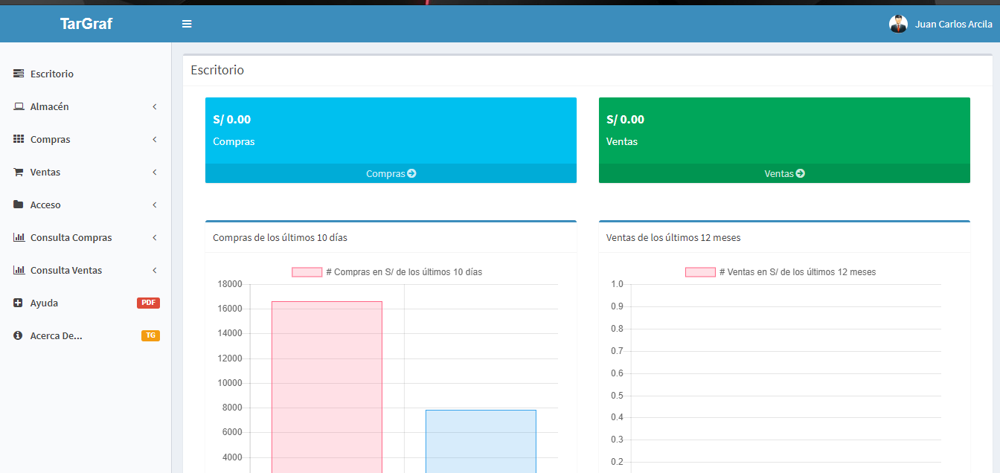 TarGraf
Juan Carlos Arcila
Escritorio
Almacén
Compras
Ventas
Acceso
Consulta Compras
Consulta Ventas
Ayuda PDF
Acerca De... TG
Escritorio
S/ 0.00
Compras
Compras
S/ 0.00
Ventas
Ventas
Compras de los últimos 10 días
# Compras en S/ de los últimos 10 días
18000
16000
14000
12000
10000
8000
6000
4000
Ventas de los últimos 12 meses
# Ventas en S/ de los últimos 12 meses
1.0
0.9
0.8
0.7
0.6
0.5
0.4
0.3
0.2